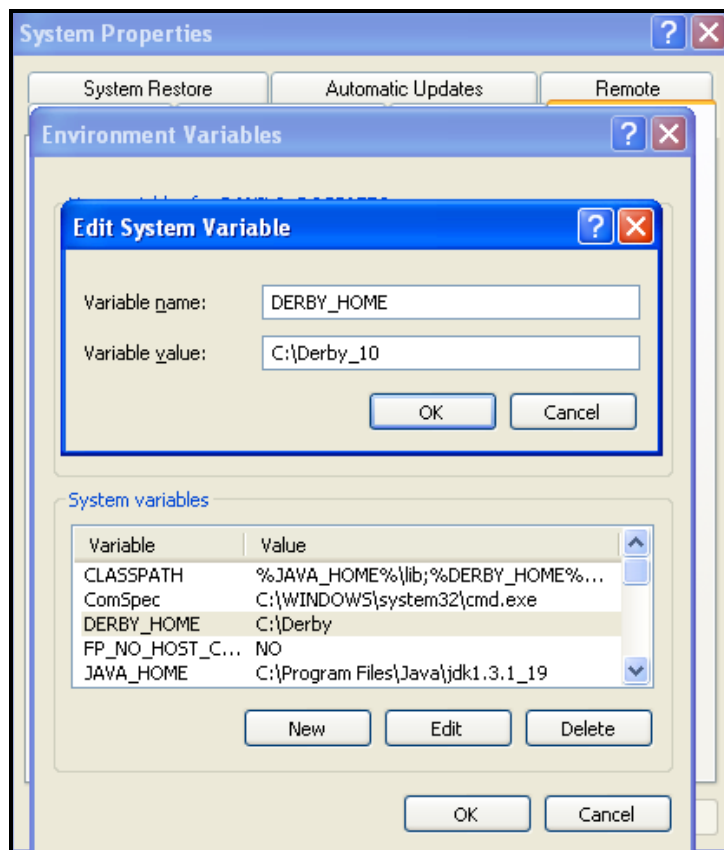 System Properties
System Restore Automatic Updates Remote
Environment Variables
Edit System Variable
Variable name: DERBY_HOME
Variable value: C:\Derby_10
OK Cancel
System variables
Variable Value
CLASSPATH %JAVA_HOME%\lib;%DERBY_HOME%...
ComSpec C:\WINDOWS\system32\cmd.exe
DERBY_HOME C:\Derby
FP_NO_HOST_C... NO
JAVA_HOME C:\Program Files\Java\jdk1.3.1_19
New Edit Delete
OK Cancel